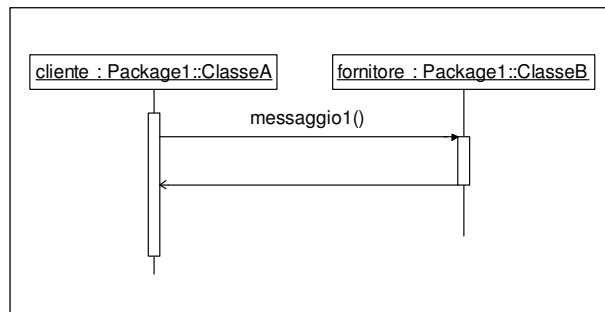 cliente : Package1::ClasseA
fornitore : Package1::ClasseB
messaggio1()